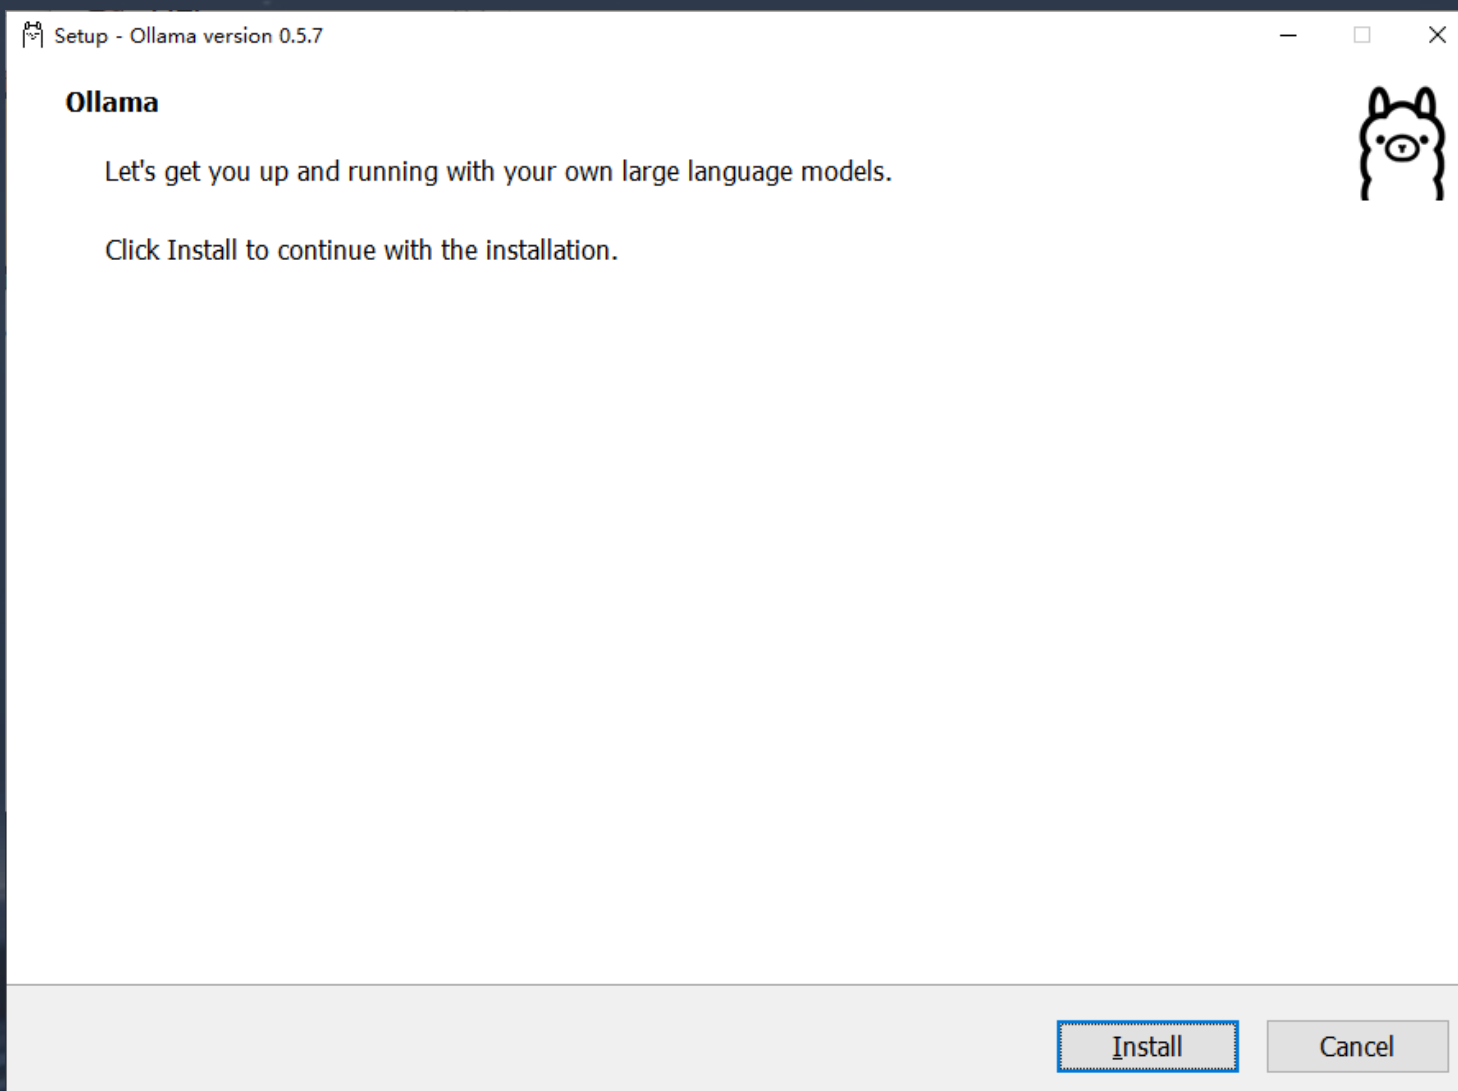 Setup - Ollama version 0.5.7
Ollama
Let's get you up and running with your own large language models.
Click Install to continue with the installation.
Install
Cancel